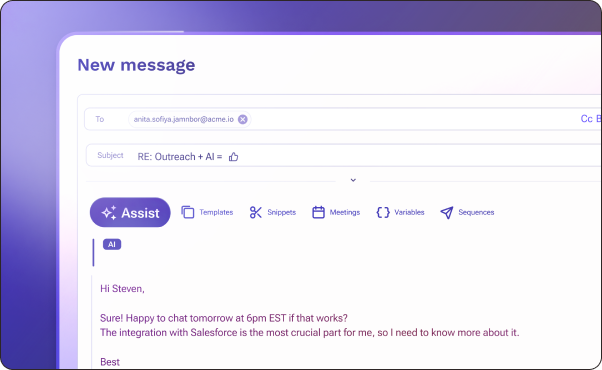 New message
To anita.sofiya.jamnbor@acme.io Cc B
Subject RE: Outreach + AI = 👍
Assist Templates Snippets Meetings Variables Sequences
AI
Hi Steven,
Sure! Happy to chat tomorrow at 6pm EST if that works?
The integration with Salesforce is the most crucial part for me, so I need to know more about it.
Best